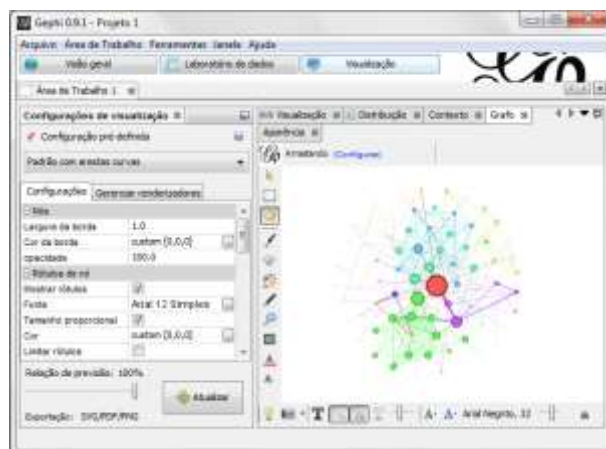 Gephi 0.9.1 - Projeto 1
Arquivo Área de Trabalho Ferramentas Janela Ajuda
Visão geral Laboratório de dados Visualização
Área de Trabalho 1
Configurações de visualização
Visualização Distribuição Contexto Grafo
Configuração pré definida
Aparência
Arrastando (Configurar)
Padrão com arestas curvas
Configurações Gerenciar renderizadores
Nós
Largura da borda 1.0
Cor da borda custom [0,0,0]
opacidade 100.0
Rótulos de nó
Mostrar rótulos
Fonte Arial 12 Simples
Tamanho proporcional
Cor custom [0,0,0]
Limitar rótulos
Relação de previsão: 100%
Atualizar
Exportação: SVG/PDF/PNG
T A- A- Arial Negrito, 32